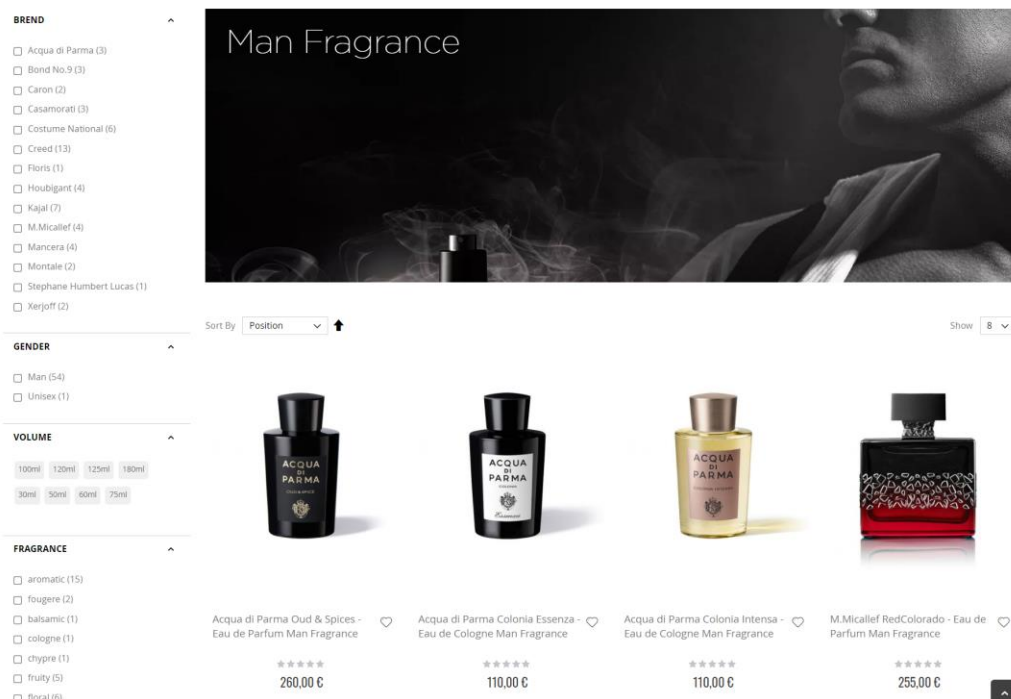 BREND
Acqua di Parma (3)
Bond No.9 (3)
Caron (2)
Casamorati (3)
Costume National (6)
Creed (13)
Floris (1)
Houbigant (4)
Kajal (7)
M.Micallef (4)
Mancera (4)
Montale (2)
Stephane Humbert Lucas (1)
Xerjoff (2)
GENDER
Man (54)
Unisex (1)
VOLUME
100ml 120ml 125ml 180ml
30ml 50ml 60ml 75ml
FRAGRANCE
aromatic (15)
fougere (2)
balsamic (1)
cologne (1)
chypre (1)
fruity (5)
floral (6)
Man Fragrance
Sort By Position
Show 8
ACQUA
DI
PARMA
OUD & SPICE
ACQUA
DI
PARMA
COLONIA
Essenza
ACQUA
DI
PARMA
COLONIA INTENSA
Acqua di Parma Oud & Spices -
Eau de Parfum Man Fragrance
260,00 €
Acqua di Parma Colonia Essenza -
Eau de Cologne Man Fragrance
110,00 €
Acqua di Parma Colonia Intensa -
Eau de Cologne Man Fragrance
110,00 €
M.Micallef RedColorado - Eau de
Parfum Man Fragrance
255,00 €